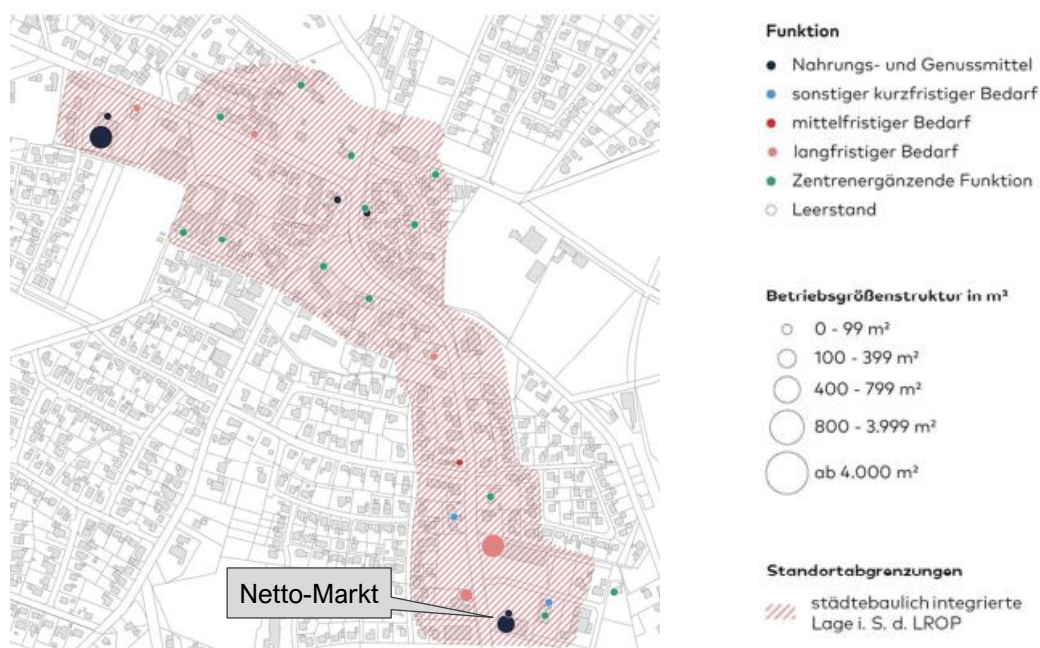 Netto-Markt
Funktion
Nahrungs- und Genussmittel
sonstiger kurzfristiger Bedarf
mittelfristiger Bedarf
langfristiger Bedarf
Zentrenergänzende Funktion
Leerstand
Betriebsgrößenstruktur in m²
0 - 99 m²
100 - 399 m²
400 - 799 m²
800 - 3.999 m²
ab 4.000 m²
Standortabgrenzungen
städtebaulich integrierte
Lage i. S. d. LROP